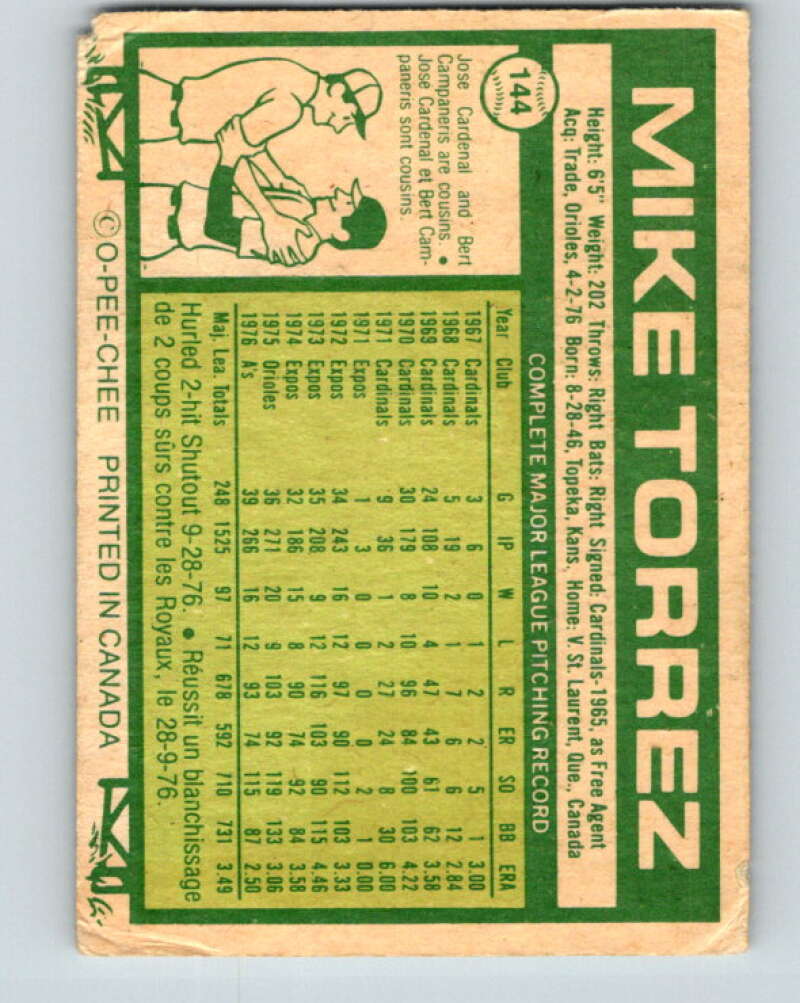 MIKE TORREZ
Height: 6'5" Weight: 202 Throws: Right Bats: Right Signed: Cardinals-1965, as Free Agent
Acq: Trade, Orioles, 4-2-76 Born: 8-28-46, Topeka, Kans, Home: V. St. Laurent, Que., Canada
144
COMPLETE MAJOR LEAGUE PITCHING RECORD
Jose Cardenal and Bert
Campaneris are cousins. •
Jose Cardenal et Bert Cam-
paneris sont cousins.
Year Club G IP W L R ER SO BB ERA
1967 Cardinals 3 6 0 1 2 2 5 1 3.00
1968 Cardinals 5 19 2 1 7 6 6 12 2.84
1969 Cardinals 24 108 10 4 47 43 61 62 3.58
1970 Cardinals 30 179 8 10 96 84 100 103 4.22
1971 Cardinals 9 36 1 2 27 24 8 30 6.00
1971 Expos 1 3 0 0 0 0 2 1 0.00
1972 Expos 34 243 16 12 97 90 112 103 3.33
1973 Expos 35 208 9 12 116 103 90 115 4.46
1974 Expos 32 186 15 8 90 74 92 84 3.58
1975 Orioles 36 271 20 9 103 92 119 133 3.06
1976 A's 39 266 16 12 93 74 115 87 2.50
Maj. Lea. Totals 248 1525 97 71 678 592 710 731 3.49
Hurled 2-hit Shutout 9-28-76. • Réussit un blanchissage
de 2 coups sûrs contre les Royaux, le 28-9-76.
© O-PEE-CHEE PRINTED IN CANADA